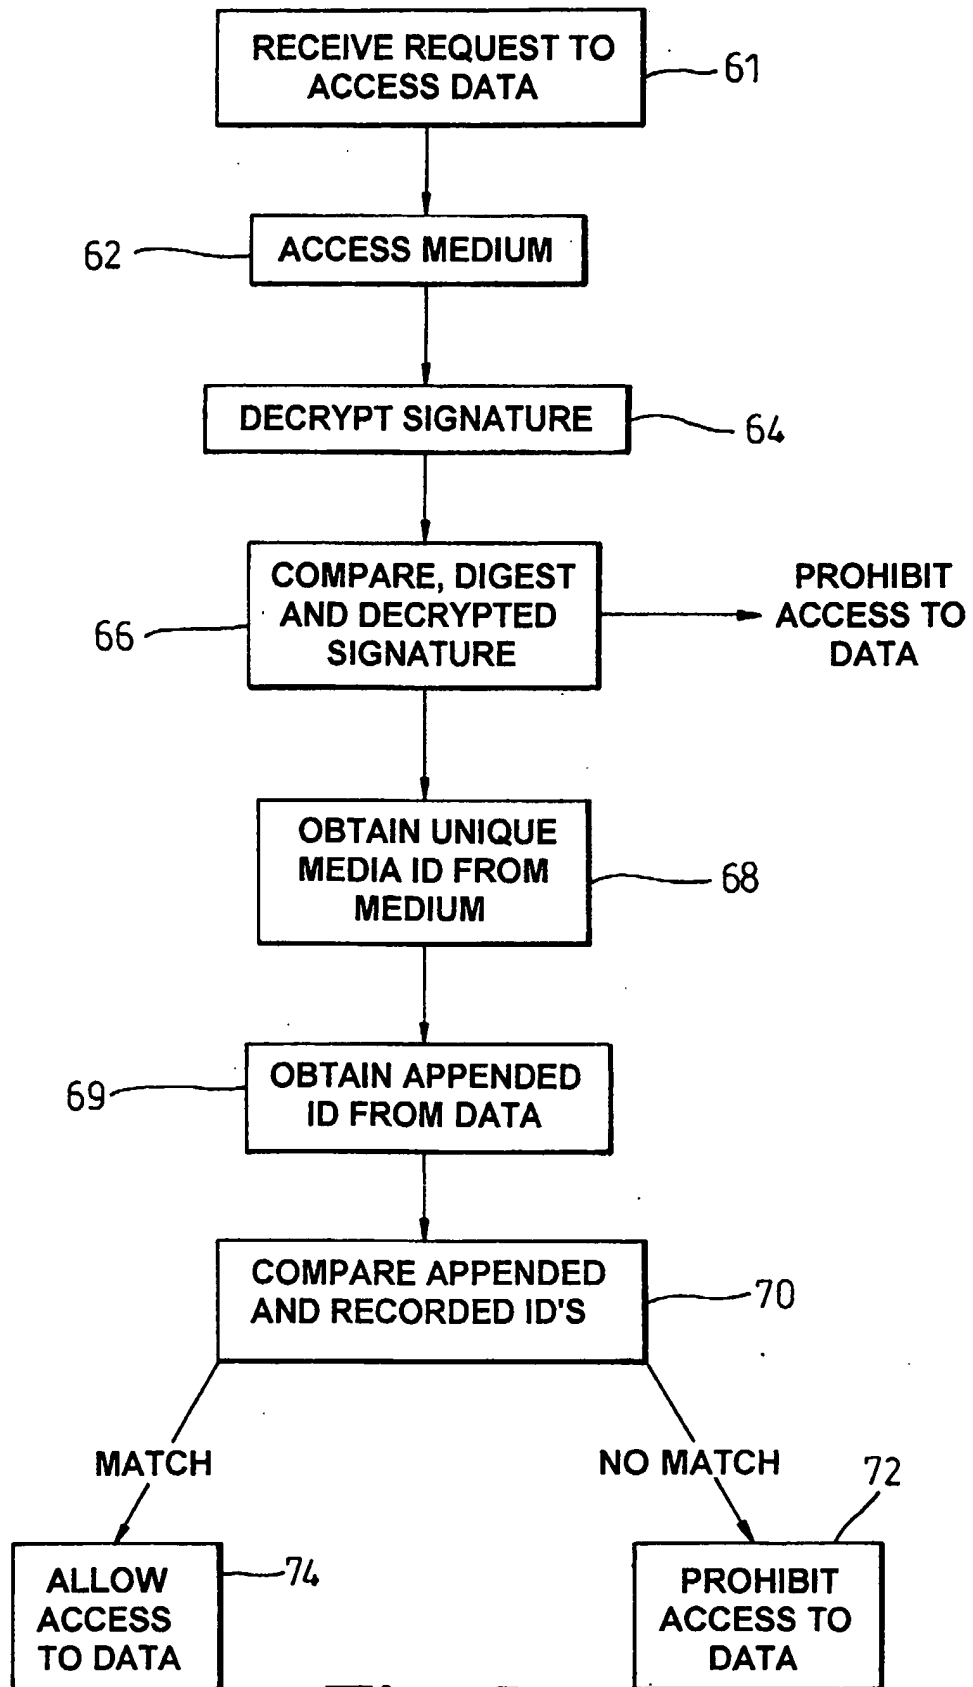 RECEIVE REQUEST TO
ACCESS DATA
61
ACCESS MEDIUM
62
DECRYPT SIGNATURE
64
COMPARE, DIGEST
AND DECRYPTED
SIGNATURE
66
PROHIBIT
ACCESS TO
DATA
OBTAIN UNIQUE
MEDIA ID FROM
MEDIUM
68
OBTAIN APPENDED
ID FROM DATA
69
COMPARE APPENDED
AND RECORDED ID'S
70
MATCH
NO MATCH
72
ALLOW
ACCESS
TO DATA
74
PROHIBIT
ACCESS TO
DATA